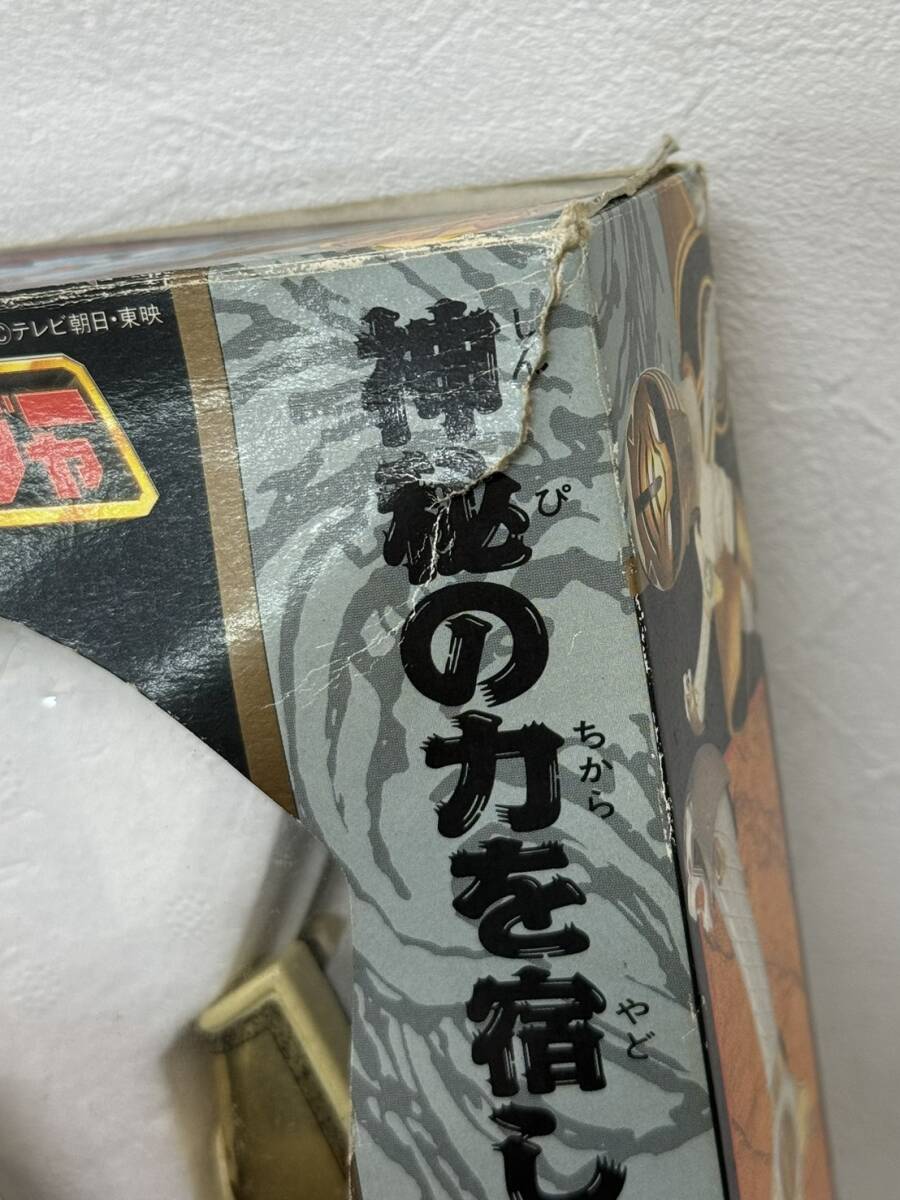 ©テレビ朝日・東映
神秘の力を宿し
しん
ぴ
ちから
やど